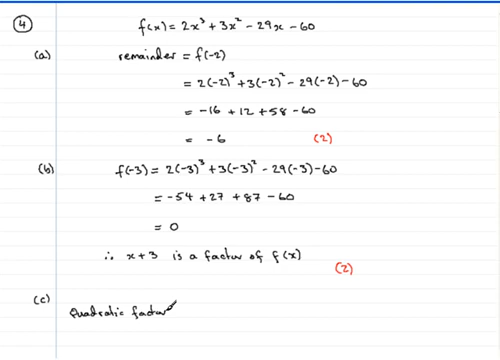 4 f(x) = 2x³ + 3x² - 29x - 60
(a) remainder = f(-2)
= 2(-2)³ + 3(-2)² - 29(-2) - 60
= -16 + 12 + 58 - 60
= -6 (2)
(b) f(-3) = 2(-3)³ + 3(-3)² - 29(-3) - 60
= -54 + 27 + 87 - 60
= 0
∴ x+3 is a factor of f(x)
(2)
(c)
Quadratic factor